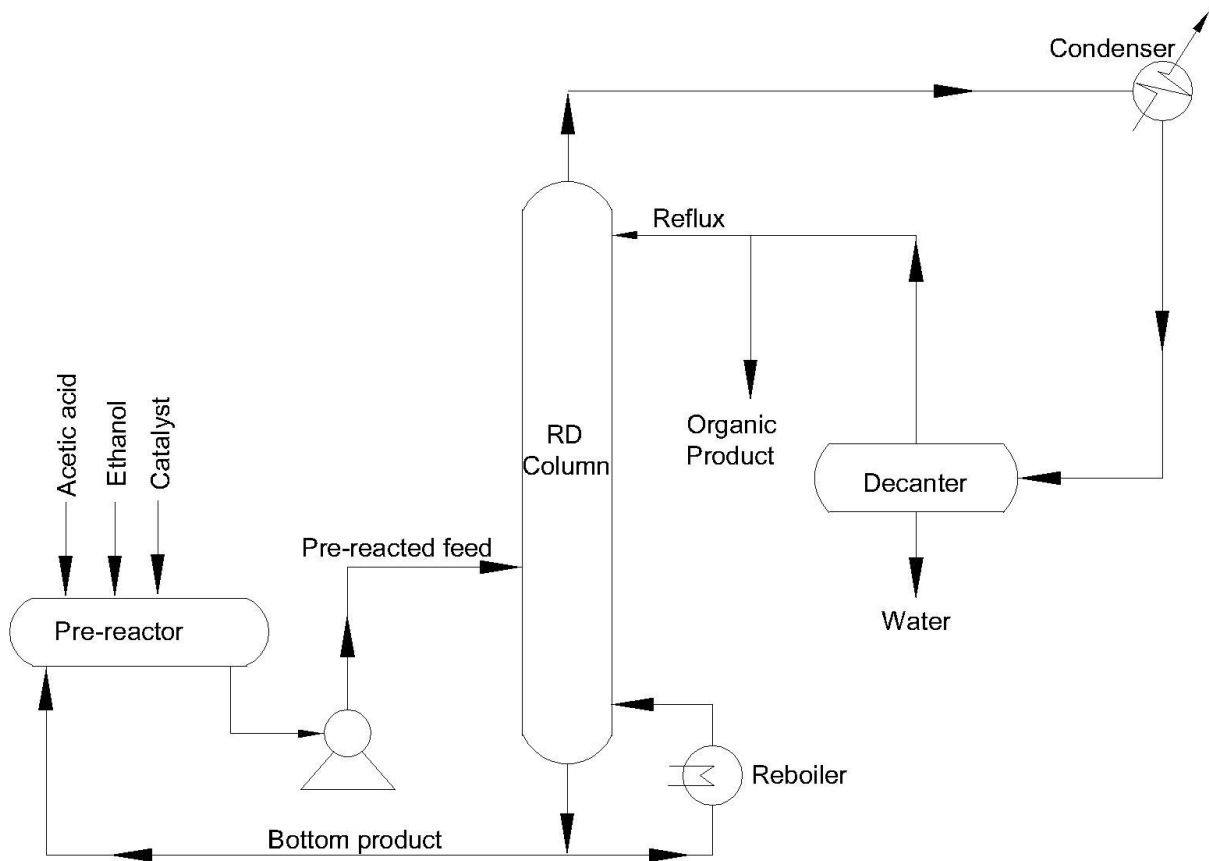 Condenser
Reflux
Acetic acid
Ethanol
Catalyst
Organic
Product
RD
Column
Decanter
Pre-reacted feed
Water
Pre-reactor
Reboiler
Bottom product